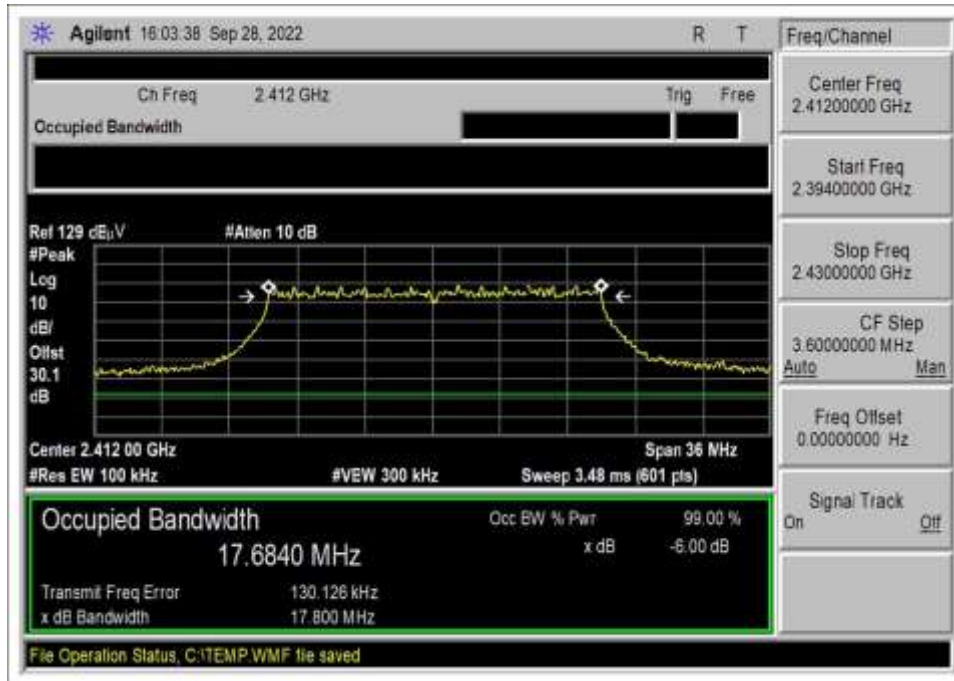 Agilent 16:03:38 Sep 28, 2022 R T
Freq/Channel
Ch Freq 2.412 GHz Trig Free
Occupied Bandwidth
Center Freq
2.41200000 GHz
Start Freq
2.39400000 GHz
Stop Freq
2.43000000 GHz
CF Step
3.60000000 MHz
Auto Man
Freq Offset
0.00000000 Hz
Signal Track
On Off
Ref 129 dBµV #Atten 10 dB
#Peak
Log
10
dB/
Offst
30.1
dB
Center 2.412 00 GHz Span 36 MHz
#Res BW 100 kHz #VBW 300 kHz Sweep 3.48 ms (601 pts)
Occupied Bandwidth Occ BW % Pwr 99.00 %
17.6840 MHz x dB -6.00 dB
Transmit Freq Error 130.126 kHz
x dB Bandwidth 17.800 MHz
File Operation Status, C:\TEMP.WMF file saved